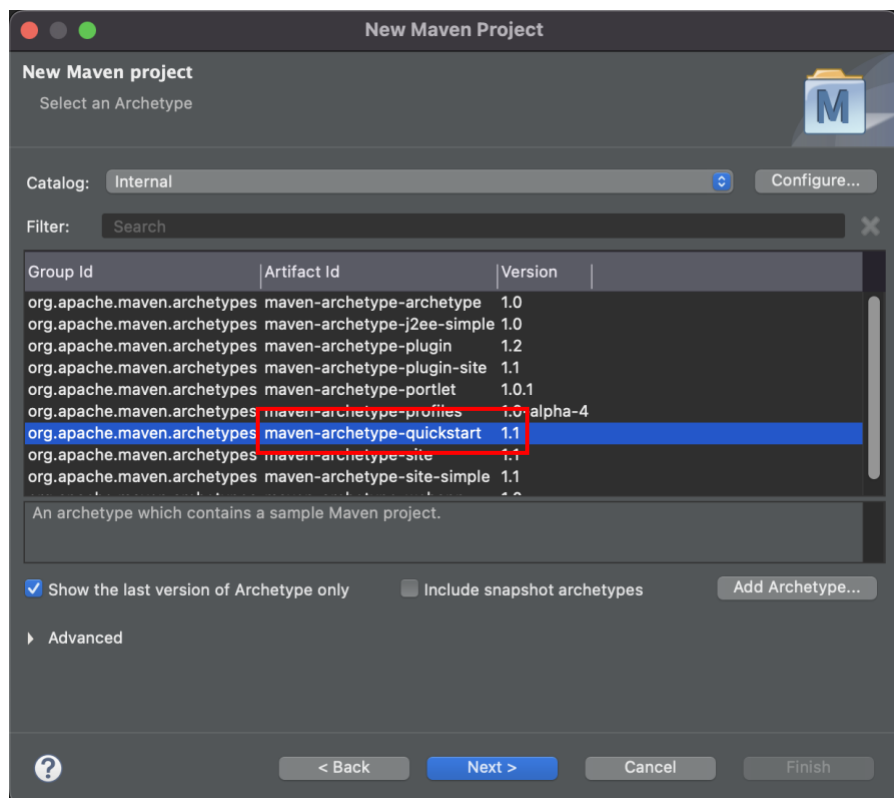 New Maven Project
New Maven project
Select an Archetype
M
Catalog: Internal Configure...
Filter: Search
Group Id Artifact Id Version
org.apache.maven.archetypes maven-archetype-archetype 1.0
org.apache.maven.archetypes maven-archetype-j2ee-simple 1.0
org.apache.maven.archetypes maven-archetype-plugin 1.2
org.apache.maven.archetypes maven-archetype-plugin-site 1.1
org.apache.maven.archetypes maven-archetype-portlet 1.0.1
org.apache.maven.archetypes maven-archetype-profiles 1.0-alpha-4
org.apache.maven.archetypes maven-archetype-quickstart 1.1
org.apache.maven.archetypes maven-archetype-site 1.1
org.apache.maven.archetypes maven-archetype-site-simple 1.1
An archetype which contains a sample Maven project.
Show the last version of Archetype only Include snapshot archetypes Add Archetype...
Advanced
? < Back Next > Cancel Finish